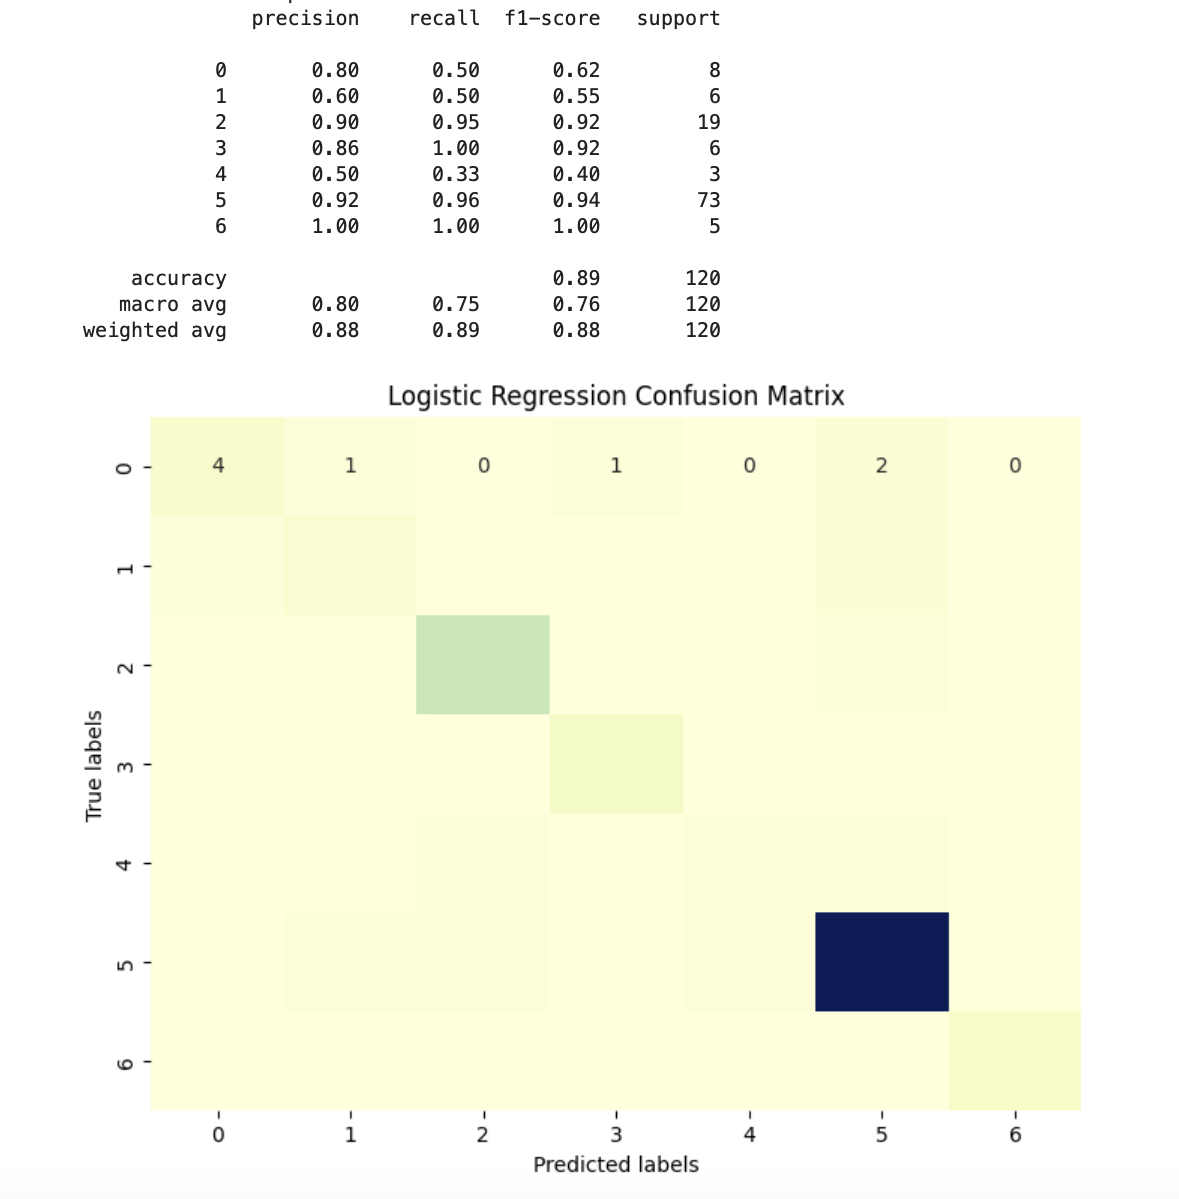 precision recall f1-score support
0 0.80 0.50 0.62 8
1 0.60 0.50 0.55 6
2 0.90 0.95 0.92 19
3 0.86 1.00 0.92 6
4 0.50 0.33 0.40 3
5 0.92 0.96 0.94 73
6 1.00 1.00 1.00 5
accuracy 0.89 120
macro avg 0.80 0.75 0.76 120
weighted avg 0.88 0.89 0.88 120
Logistic Regression Confusion Matrix
0 4 1 0 1 0 2 0
1
2
3
4
5
6
True labels
0 1 2 3 4 5 6
Predicted labels